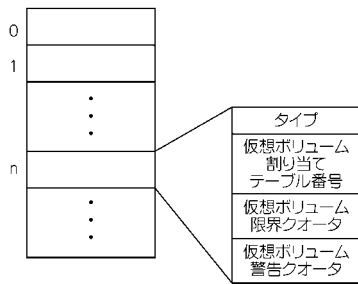 0
1
n
タイプ
仮想ボリューム
割り当て
テーブル番号
仮想ボリューム
限界クオータ
仮想ボリューム
警告クオータ